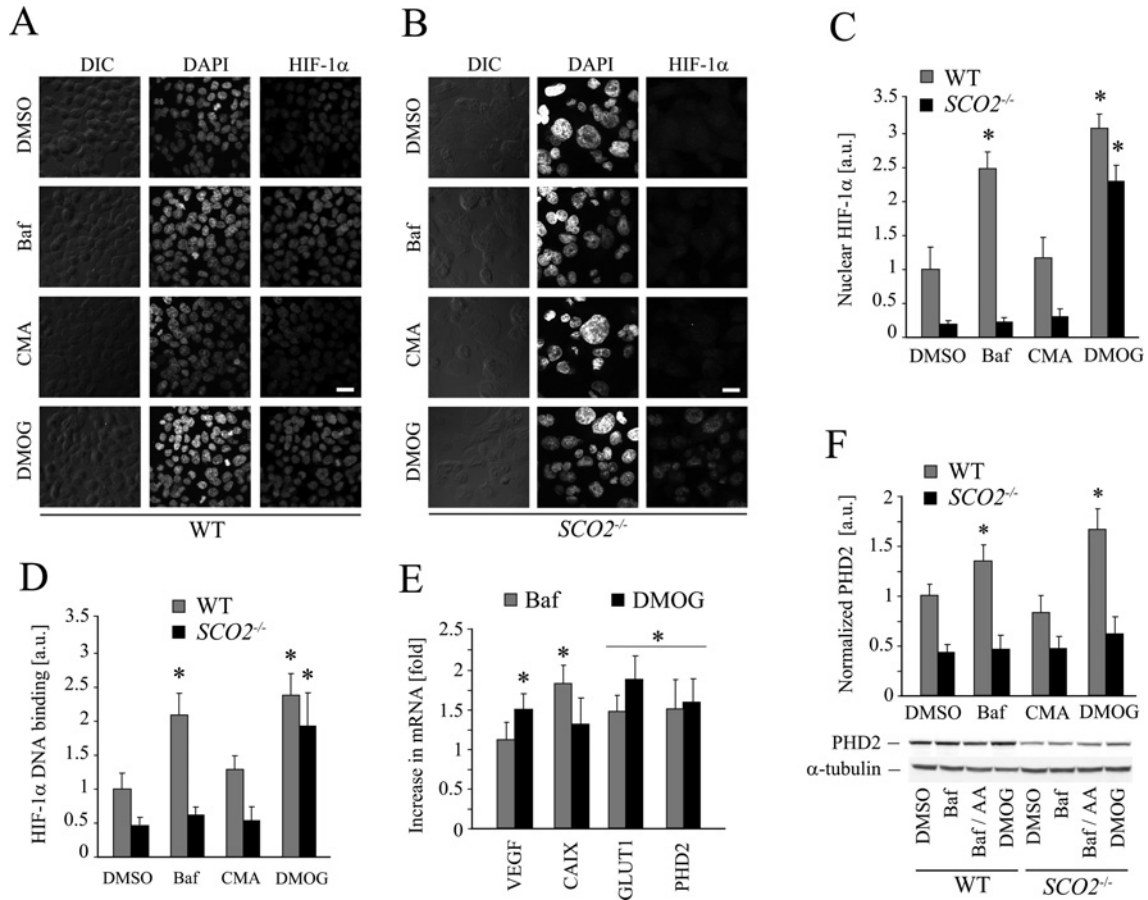 A
DIC DAPI HIF-1α
DMSO
Baf
CMA
DMOG
WT
B
DIC DAPI HIF-1α
DMSO
Baf
CMA
DMOG
SCO2-/-
C
WT
SCO2-/-
Nuclear HIF-1α [a.u.]
3.5
3
2.5
2
1.5
1
0.5
0
* * *
DMSO Baf CMA DMOG
D
WT
SCO2-/-
HIF-1α DNA binding [a.u.]
3.5
3
2.5
2
1.5
1
0.5
0
* * *
DMSO Baf CMA DMOG
E
Baf DMOG
Increase in mRNA [fold]
2.5
2
1.5
1
0.5
0
* * *
VEGF CAIX GLUT1 PHD2
F
WT
SCO2-/-
Normalized PHD2 [a.u.]
2
1.5
1
0.5
0
* *
DMSO Baf CMA DMOG
PHD2 –
α-tubulin –
DMSO Baf Baf / AA DMOG DMSO Baf Baf / AA DMOG
WT SCO2-/-